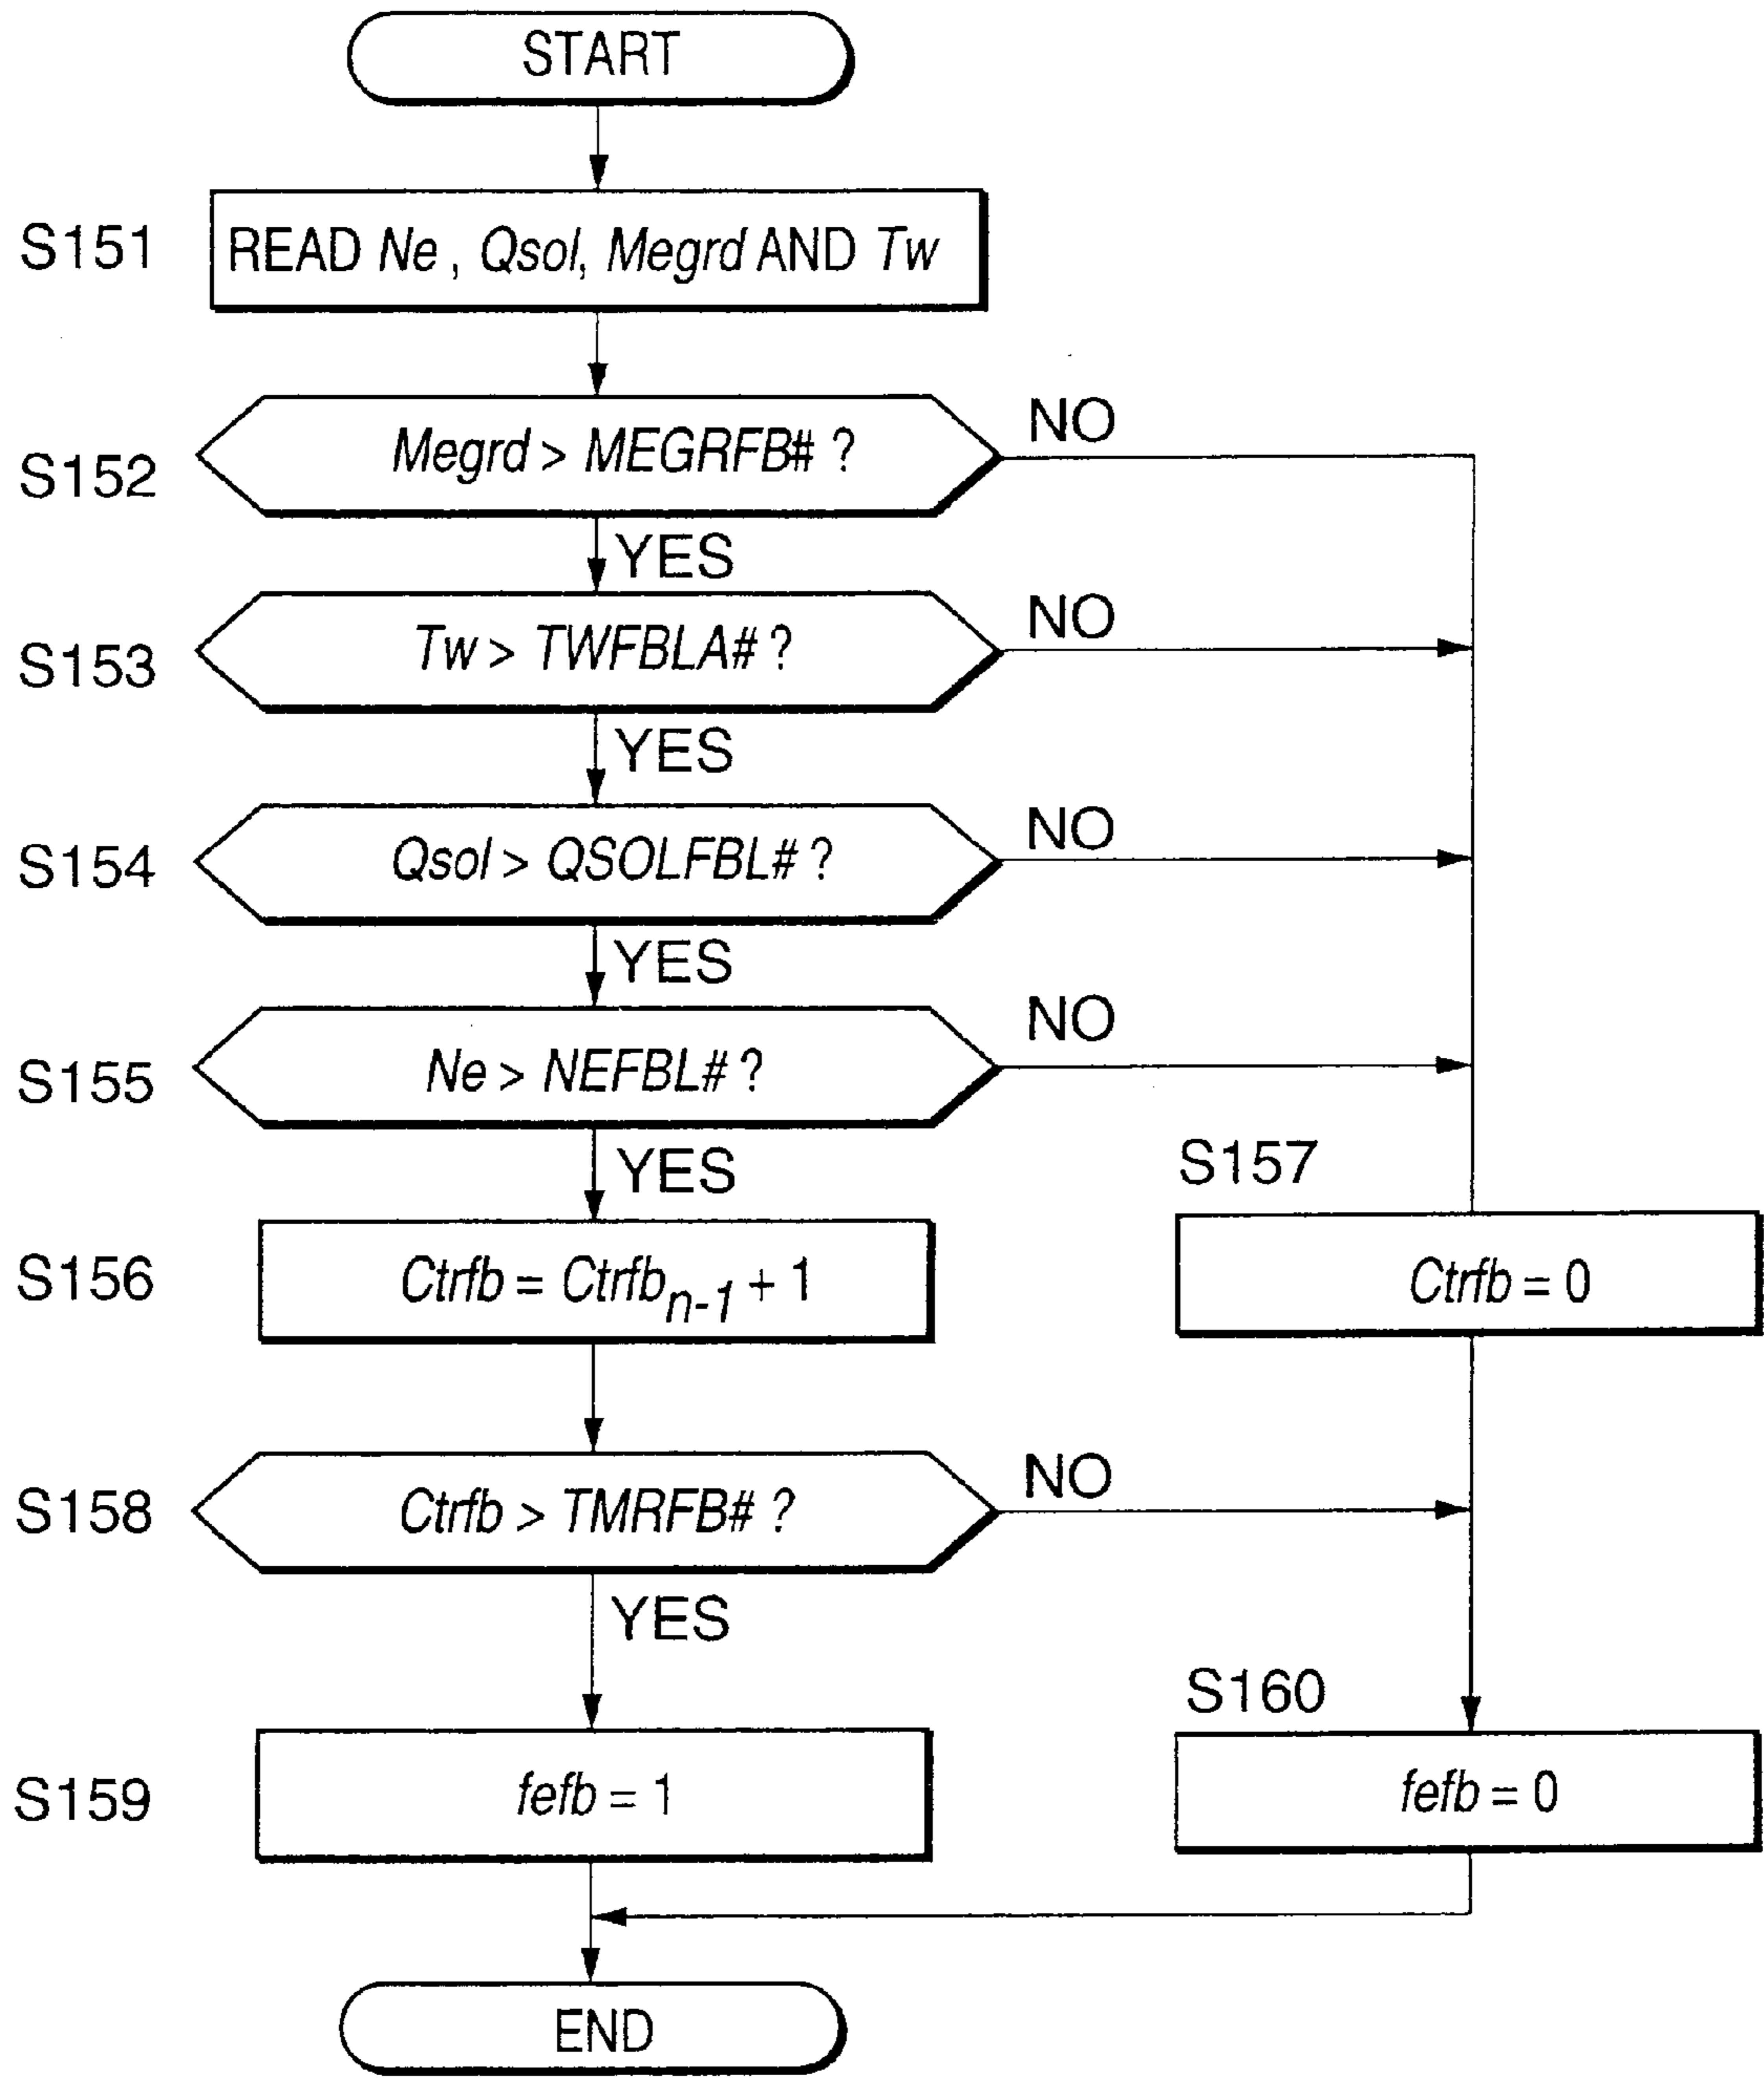 START
S151
READ Ne, Qsol, Megrd AND Tw
S152
Megrd > MEGRFB# ?
NO
YES
S153
Tw > TWFBLA# ?
NO
YES
S154
Qsol > QSOLFBL# ?
NO
YES
S155
Ne > NEFBL# ?
NO
YES
S156
Ctrfb = Ctrfbn-1 + 1
S157
Ctrfb = 0
S158
Ctrfb > TMRFB# ?
NO
YES
S159
fefb = 1
S160
fefb = 0
END